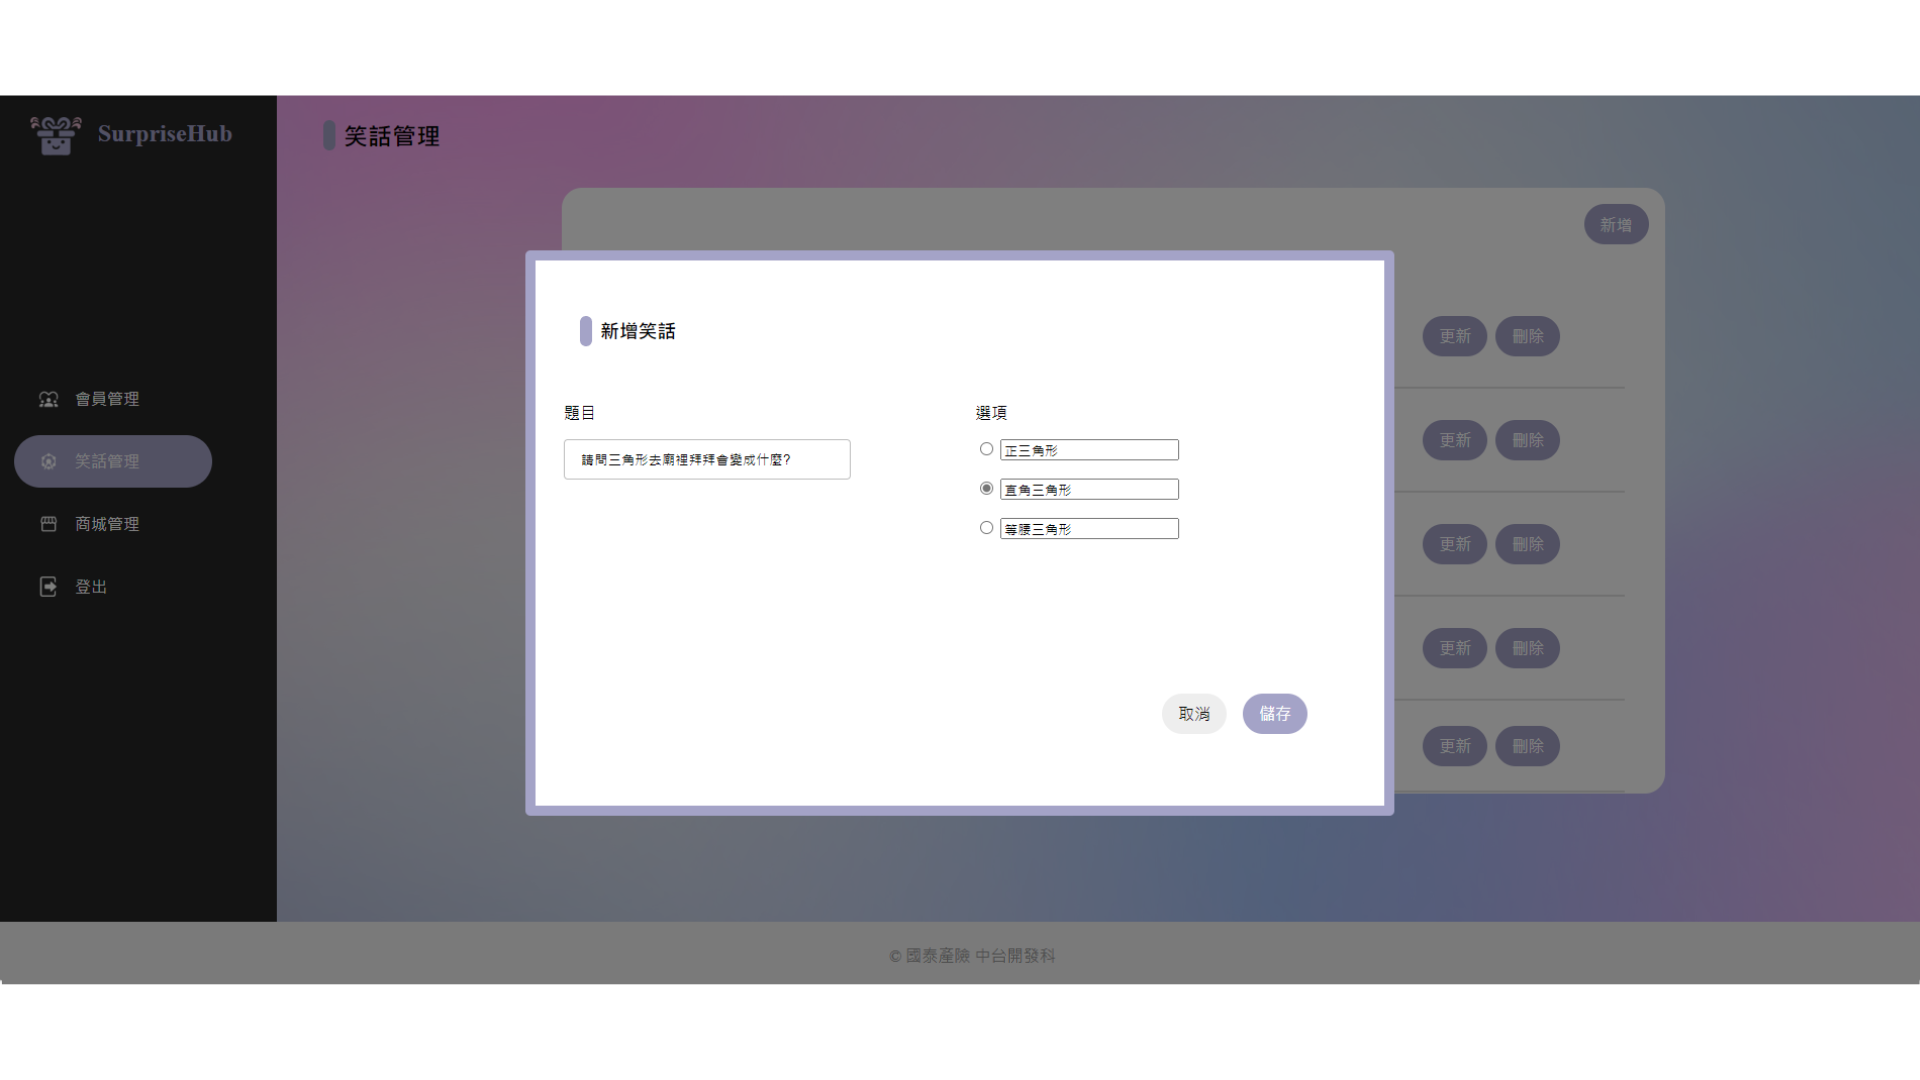 SurpriseHub
會員管理
笑話管理
商城管理
登出
笑話管理
新增
更新 刪除
更新 刪除
更新 刪除
更新 刪除
更新 刪除
新增笑話
題目
請問三角形去廟裡拜拜會變成什麼?
選項
正三角形
直角三角形
等腰三角形
取消 儲存
© 國泰產險 中台開發科